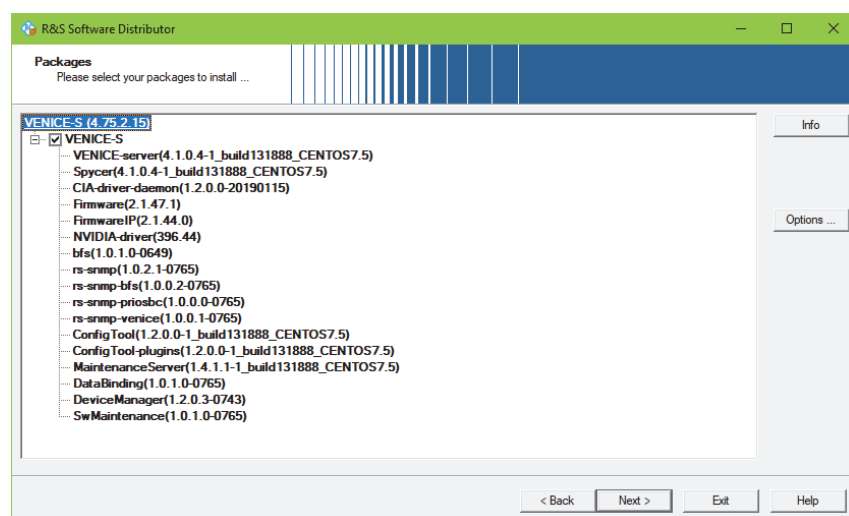 R&S Software Distributor
Packages
Please select your packages to install ...
VENICE-S (4.75.2.15)
VENICE-S
VENICE-server(4.1.0.4-1_build131888_CENTOS7.5)
Spycer(4.1.0.4-1_build131888_CENTOS7.5)
CIA-driver-daemon(1.2.0.0-20190115)
Firmware(2.1.47.1)
FirmwareIP(2.1.44.0)
NVIDIA-driver(396.44)
bfs(1.0.1.0-0649)
rs-snmp(1.0.2.1-0765)
rs-snmp-bfs(1.0.0.2-0765)
rs-snmp-priosbc(1.0.0.0-0765)
rs-snmp-venice(1.0.0.1-0765)
ConfigTool(1.2.0.0-1_build131888_CENTOS7.5)
ConfigTool-plugins(1.2.0.0-1_build131888_CENTOS7.5)
MaintenanceServer(1.4.1.1-1_build131888_CENTOS7.5)
DataBinding(1.0.1.0-0765)
DeviceManager(1.2.0.3-0743)
SwMaintenance(1.0.1.0-0765)
Info
Options ...
< Back
Next >
Exit
Help